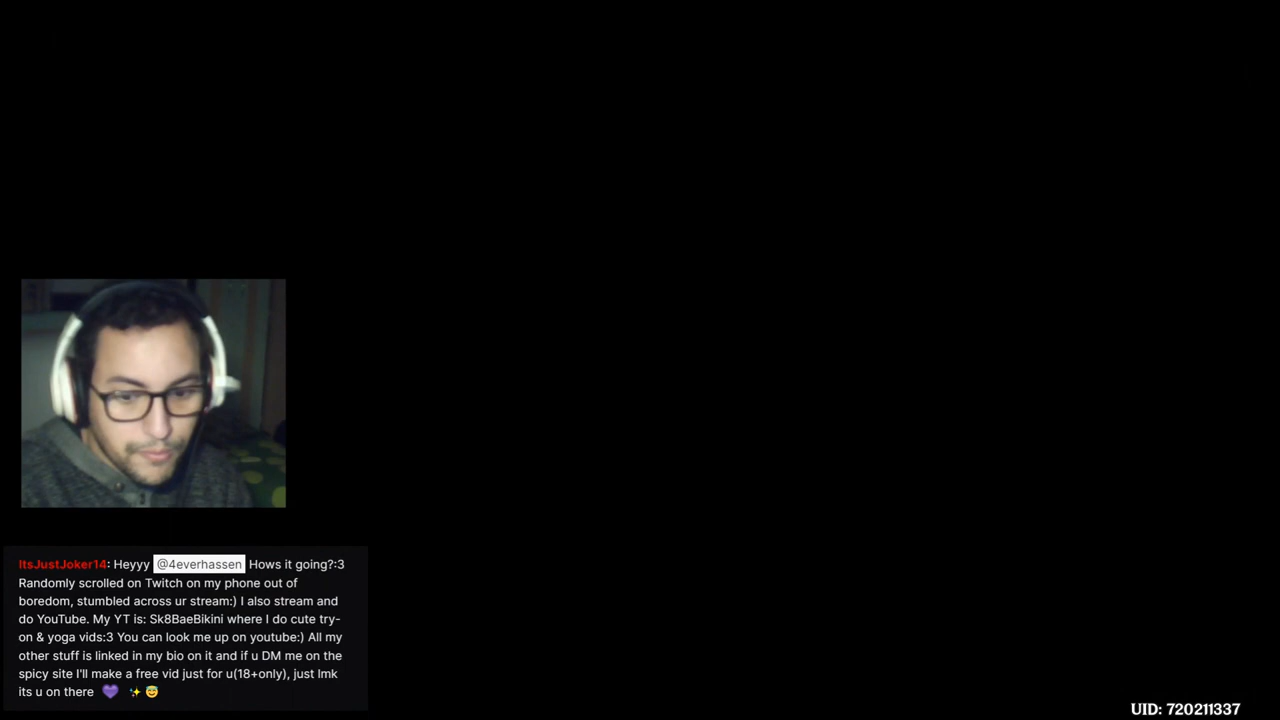 ItsJustJoker14: Heyyy @4everhassen Hows it going?:3
Randomly scrolled on Twitch on my phone out of
boredom, stumbled across ur stream:) I also stream and
do YouTube. My YT is: Sk8BaeBikini where I do cute try-
on & yoga vids:3 You can look me up on youtube:) All my
other stuff is linked in my bio on it and if u DM me on the
spicy site I'll make a free vid just for u(18+only), just lmk
its u on there 💜 ✨😇
UID: 720211337